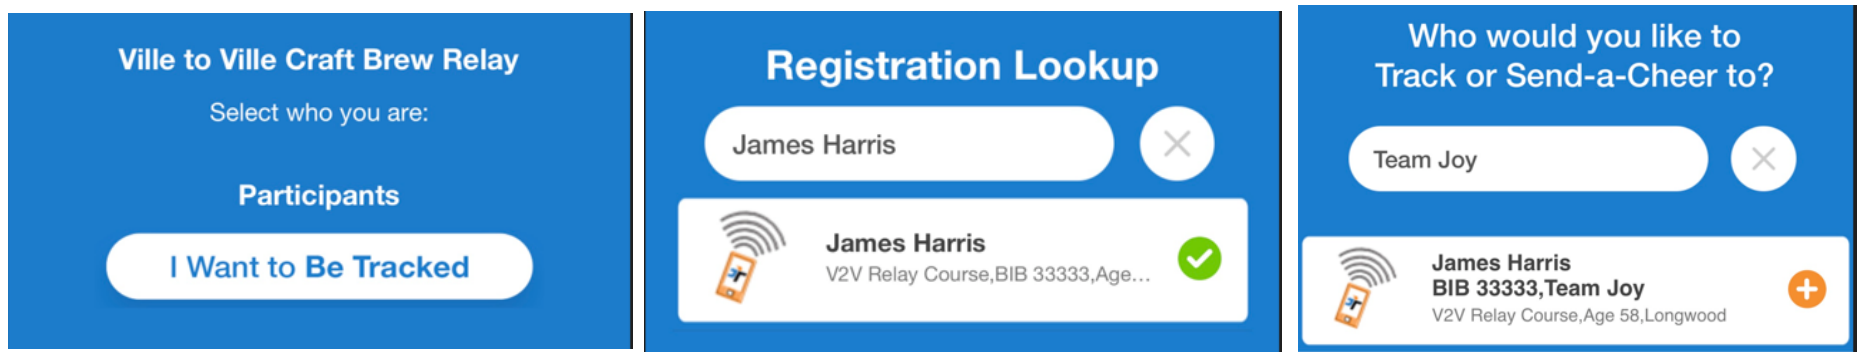 Ville to Ville Craft Brew Relay
Select who you are:
Participants
I Want to Be Tracked
Registration Lookup
James Harris
James Harris
V2V Relay Course,BIB 33333,Age...
Who would you like to
Track or Send-a-Cheer to?
Team Joy
James Harris
BIB 33333,Team Joy
V2V Relay Course,Age 58,Longwood